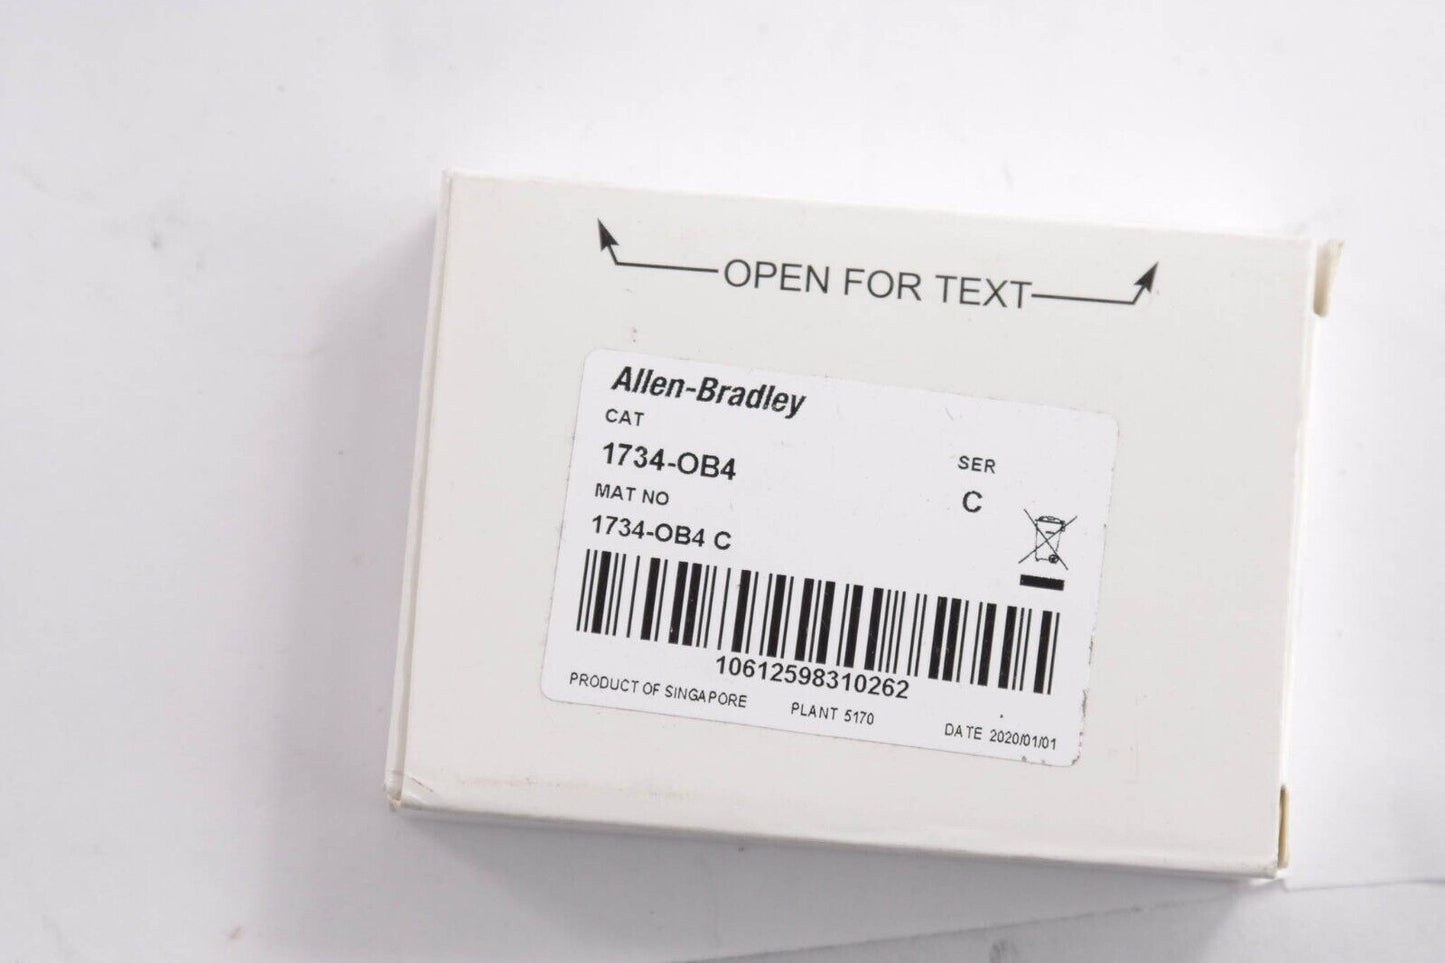 OPEN FOR TEXT
Allen-Bradley
CAT
1734-OB4
SER
MAT NO
C
1734-OB4 C
10612598310262
PRODUCT OF SINGAPORE PLANT 5170 DATE 2020/01/01